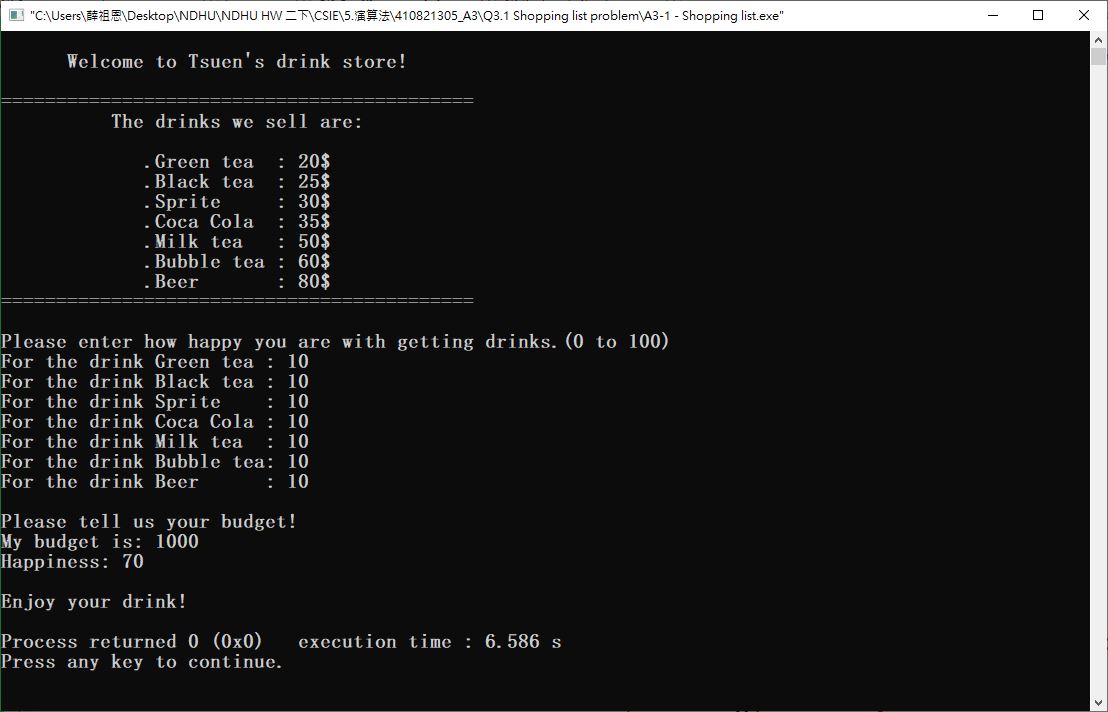 "C:\Users\薛祖恩\Desktop\NDHU\NDHU HW 二下\CSIE\5.演算法\410821305_A3\Q3.1 Shopping list problem\A3-1 - Shopping list.exe"
Welcome to Tsuen's drink store!
===========================================
The drinks we sell are:
.Green tea  : 20$
.Black tea  : 25$
.Sprite     : 30$
.Coca Cola  : 35$
.Milk tea   : 50$
.Bubble tea : 60$
.Beer       : 80$
===========================================
Please enter how happy you are with getting drinks.(0 to 100)
For the drink Green tea : 10
For the drink Black tea : 10
For the drink Sprite    : 10
For the drink Coca Cola : 10
For the drink Milk tea  : 10
For the drink Bubble tea: 10
For the drink Beer      : 10
Please tell us your budget!
My budget is: 1000
Happiness: 70
Enjoy your drink!
Process returned 0 (0x0)   execution time : 6.586 s
Press any key to continue.